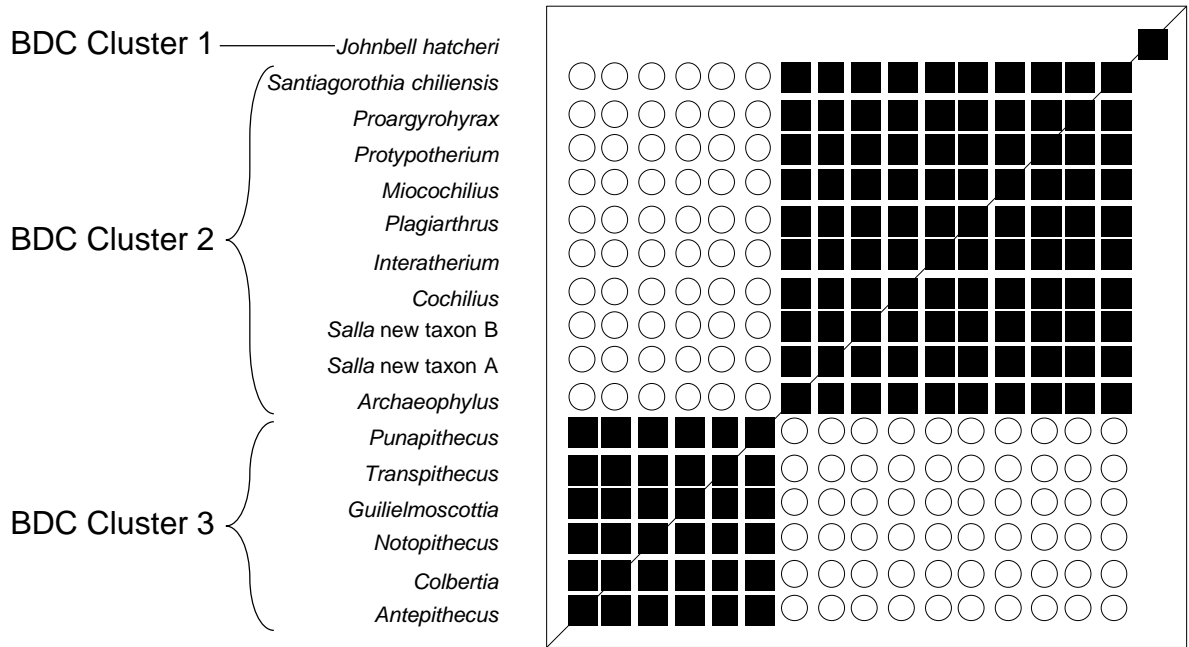 BDC Cluster 1
Johnbell hatcheri
BDC Cluster 2
Santiagorothia chiliensis
Proargyrohyrax
Protypotherium
Miocochilius
Plagiarthrus
Interatherium
Cochilius
Salla new taxon B
Salla new taxon A
Archaeophylus
BDC Cluster 3
Punapithecus
Transpithecus
Guilielmoscottia
Notopithecus
Colbertia
Antepithecus